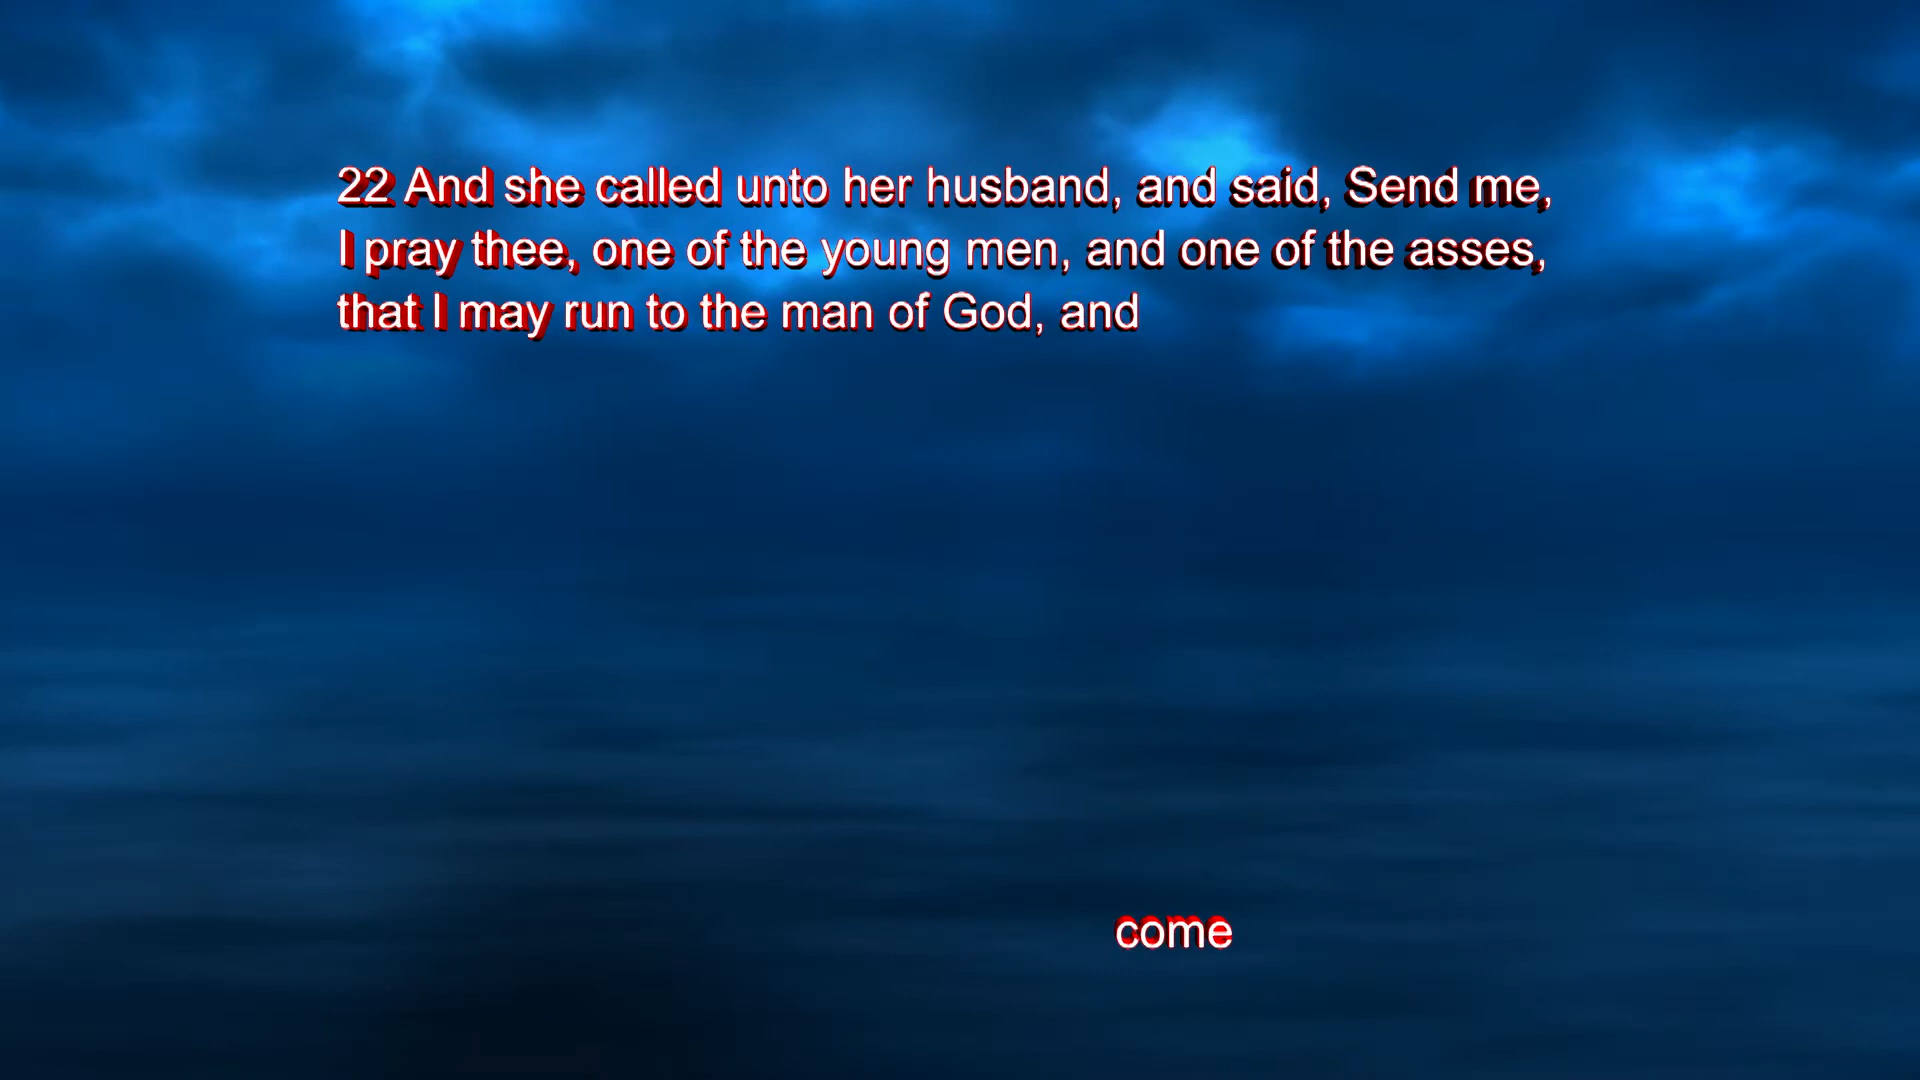 22 And she called unto her husband, and said, Send me,
I pray thee, one of the young men, and one of the asses,
that I may run to the man of God, and
come